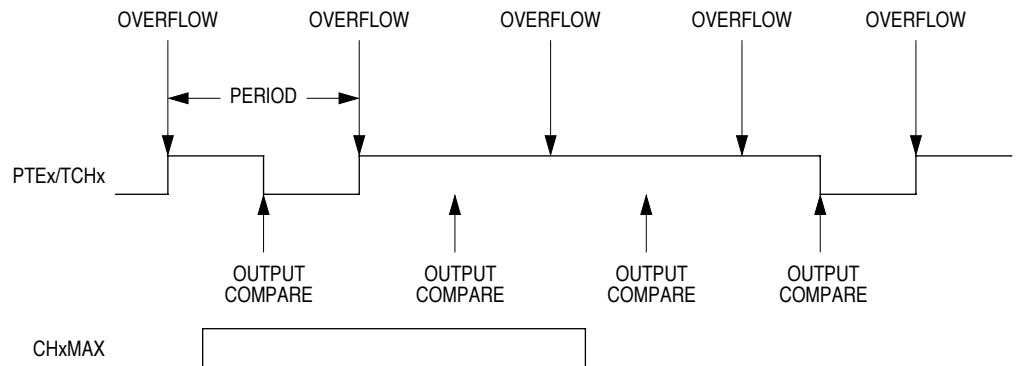 OVERFLOW OVERFLOW OVERFLOW OVERFLOW OVERFLOW
PERIOD
PTEx/TCHx
OUTPUT COMPARE
OUTPUT COMPARE
OUTPUT COMPARE
OUTPUT COMPARE
CHxMAX